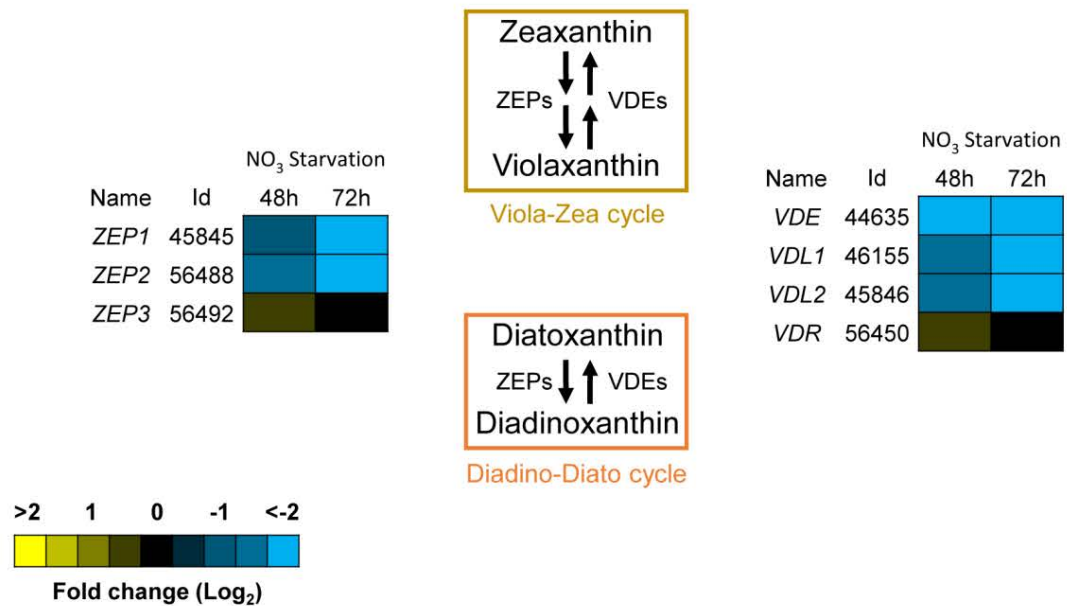 Zeaxanthin
ZEPs VDEs
Violaxanthin
Viola-Zea cycle
NO3 Starvation
Name Id 48h 72h
ZEP1 45845
ZEP2 56488
ZEP3 56492
NO3 Starvation
Name Id 48h 72h
VDE 44635
VDL1 46155
VDL2 45846
VDR 56450
Diatoxanthin
ZEPs VDEs
Diadinoxanthin
Diadino-Diato cycle
>2 1 0 -1 <-2
Fold change (Log2)